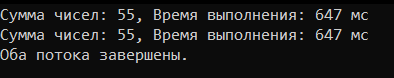 Сумма чисел: 55, Время выполнения: 647 мс
Сумма чисел: 55, Время выполнения: 647 мс
Оба потока завершены.